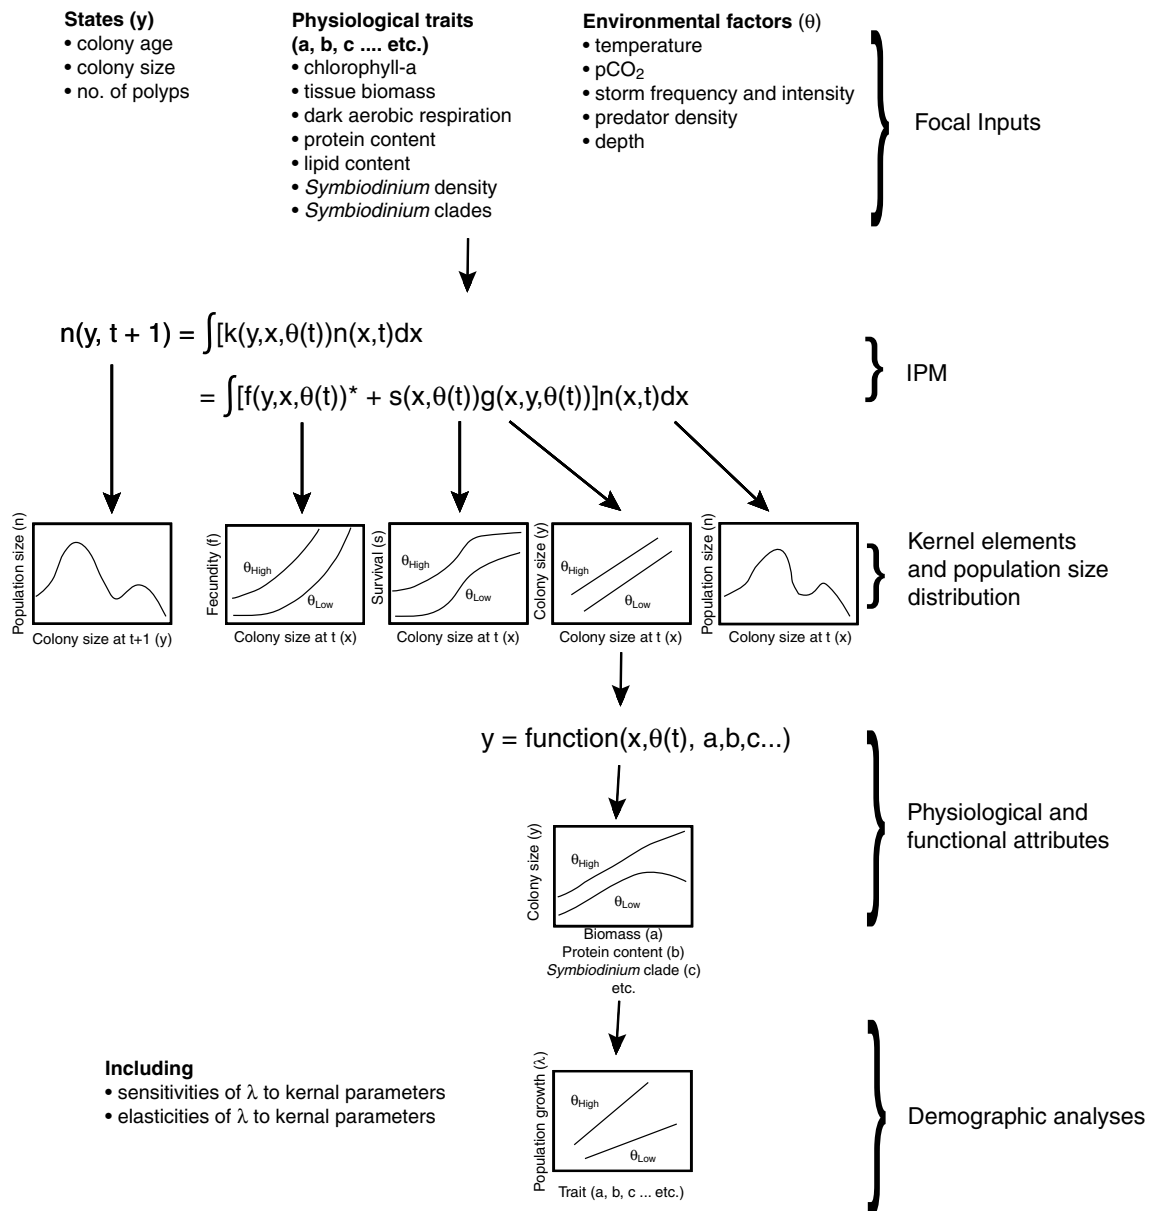 States (y)
• colony age
• colony size
• no. of polyps
Physiological traits
(a, b, c .... etc.)
• chlorophyll-a
• tissue biomass
• dark aerobic respiration
• protein content
• lipid content
• Symbiodinium density
• Symbiodinium clades
Environmental factors (θ)
• temperature
• pCO2
• storm frequency and intensity
• predator density
• depth
Focal Inputs
n(y, t + 1) = ∫[k(y,x,θ(t))n(x,t)dx
= ∫[f(y,x,θ(t))* + s(x,θ(t))g(x,y,θ(t))]n(x,t)dx
IPM
Population size (n)
Colony size at t+1 (y)
Fecundity (f)
θHigh
θLow
Colony size at t (x)
Survival (s)
θHigh
θLow
Colony size at t (x)
Colony size (y)
θHigh
θLow
Colony size at t (x)
Population size (n)
Colony size at t (x)
Kernel elements
and population size
distribution
y = function(x,θ(t), a,b,c...)
Colony size (y)
θHigh
θLow
Biomass (a)
Protein content (b)
Symbiodinium clade (c)
etc.
Physiological and
functional attributes
Including
• sensitivities of λ to kernal parameters
• elasticities of λ to kernal parameters
Population growth (λ)
θHigh
θLow
Trait (a, b, c ... etc.)
Demographic analyses